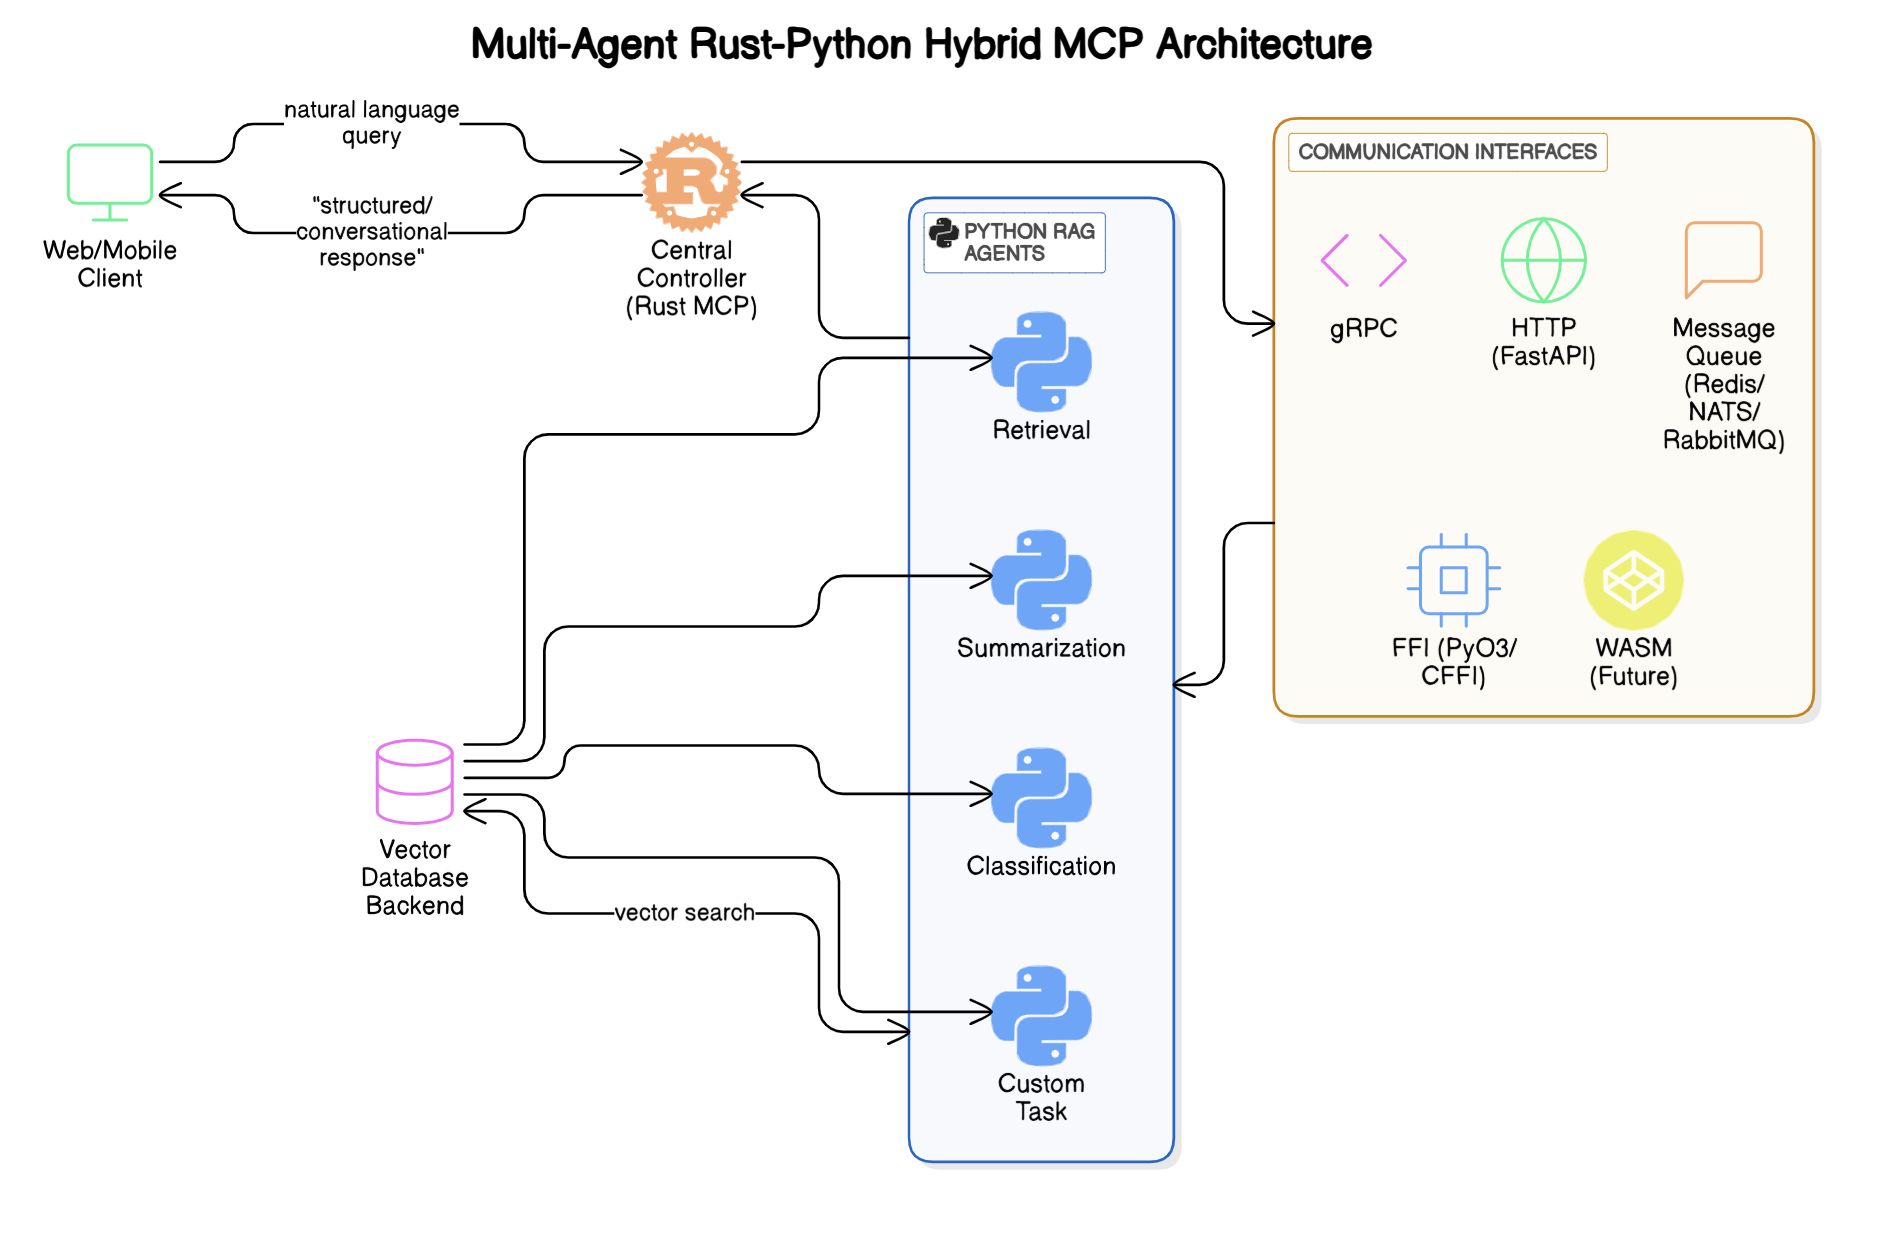 Multi-Agent Rust-Python Hybrid MCP Architecture
natural language
query
"structured/
conversational
response"
Web/Mobile
Client
Central
Controller
(Rust MCP)
PYTHON RAG
AGENTS
Retrieval
Summarization
Classification
Custom
Task
COMMUNICATION INTERFACES
gRPC
HTTP
(FastAPI)
Message
Queue
(Redis/
NATS/
RabbitMQ)
FFI (PyO3/
CFFI)
WASM
(Future)
Vector
Database
Backend
vector search